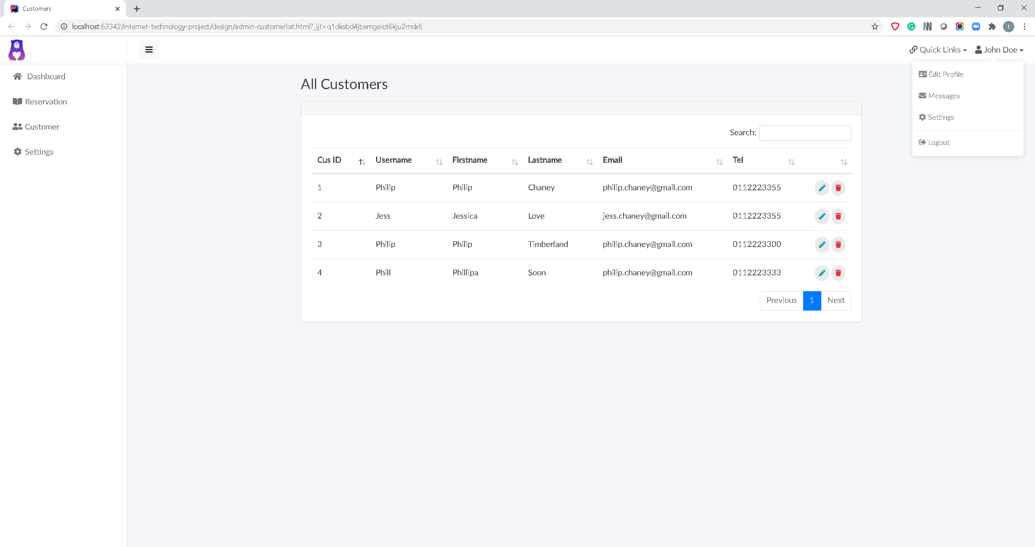 Customers
localhost:63342/internet-technology-project/design/admin-customerlist.html?_ijt=q1dksbd4jbemgaiot6kju2mdc6
Quick Links
John Doe
Edit Profile
Messages
Settings
Logout
Dashboard
Reservation
Customer
Settings
All Customers
Search:
Cus ID Username Firstname Lastname Email Tel
1 Philip Philip Chaney philip.chaney@gmail.com 0112223355
2 Jess Jessica Love jess.chaney@gmail.com 0112223355
3 Philip Philip Timberland philip.chaney@gmail.com 0112223300
4 Phill Phillipa Soon philip.chaney@gmail.com 0112223333
Previous 1 Next